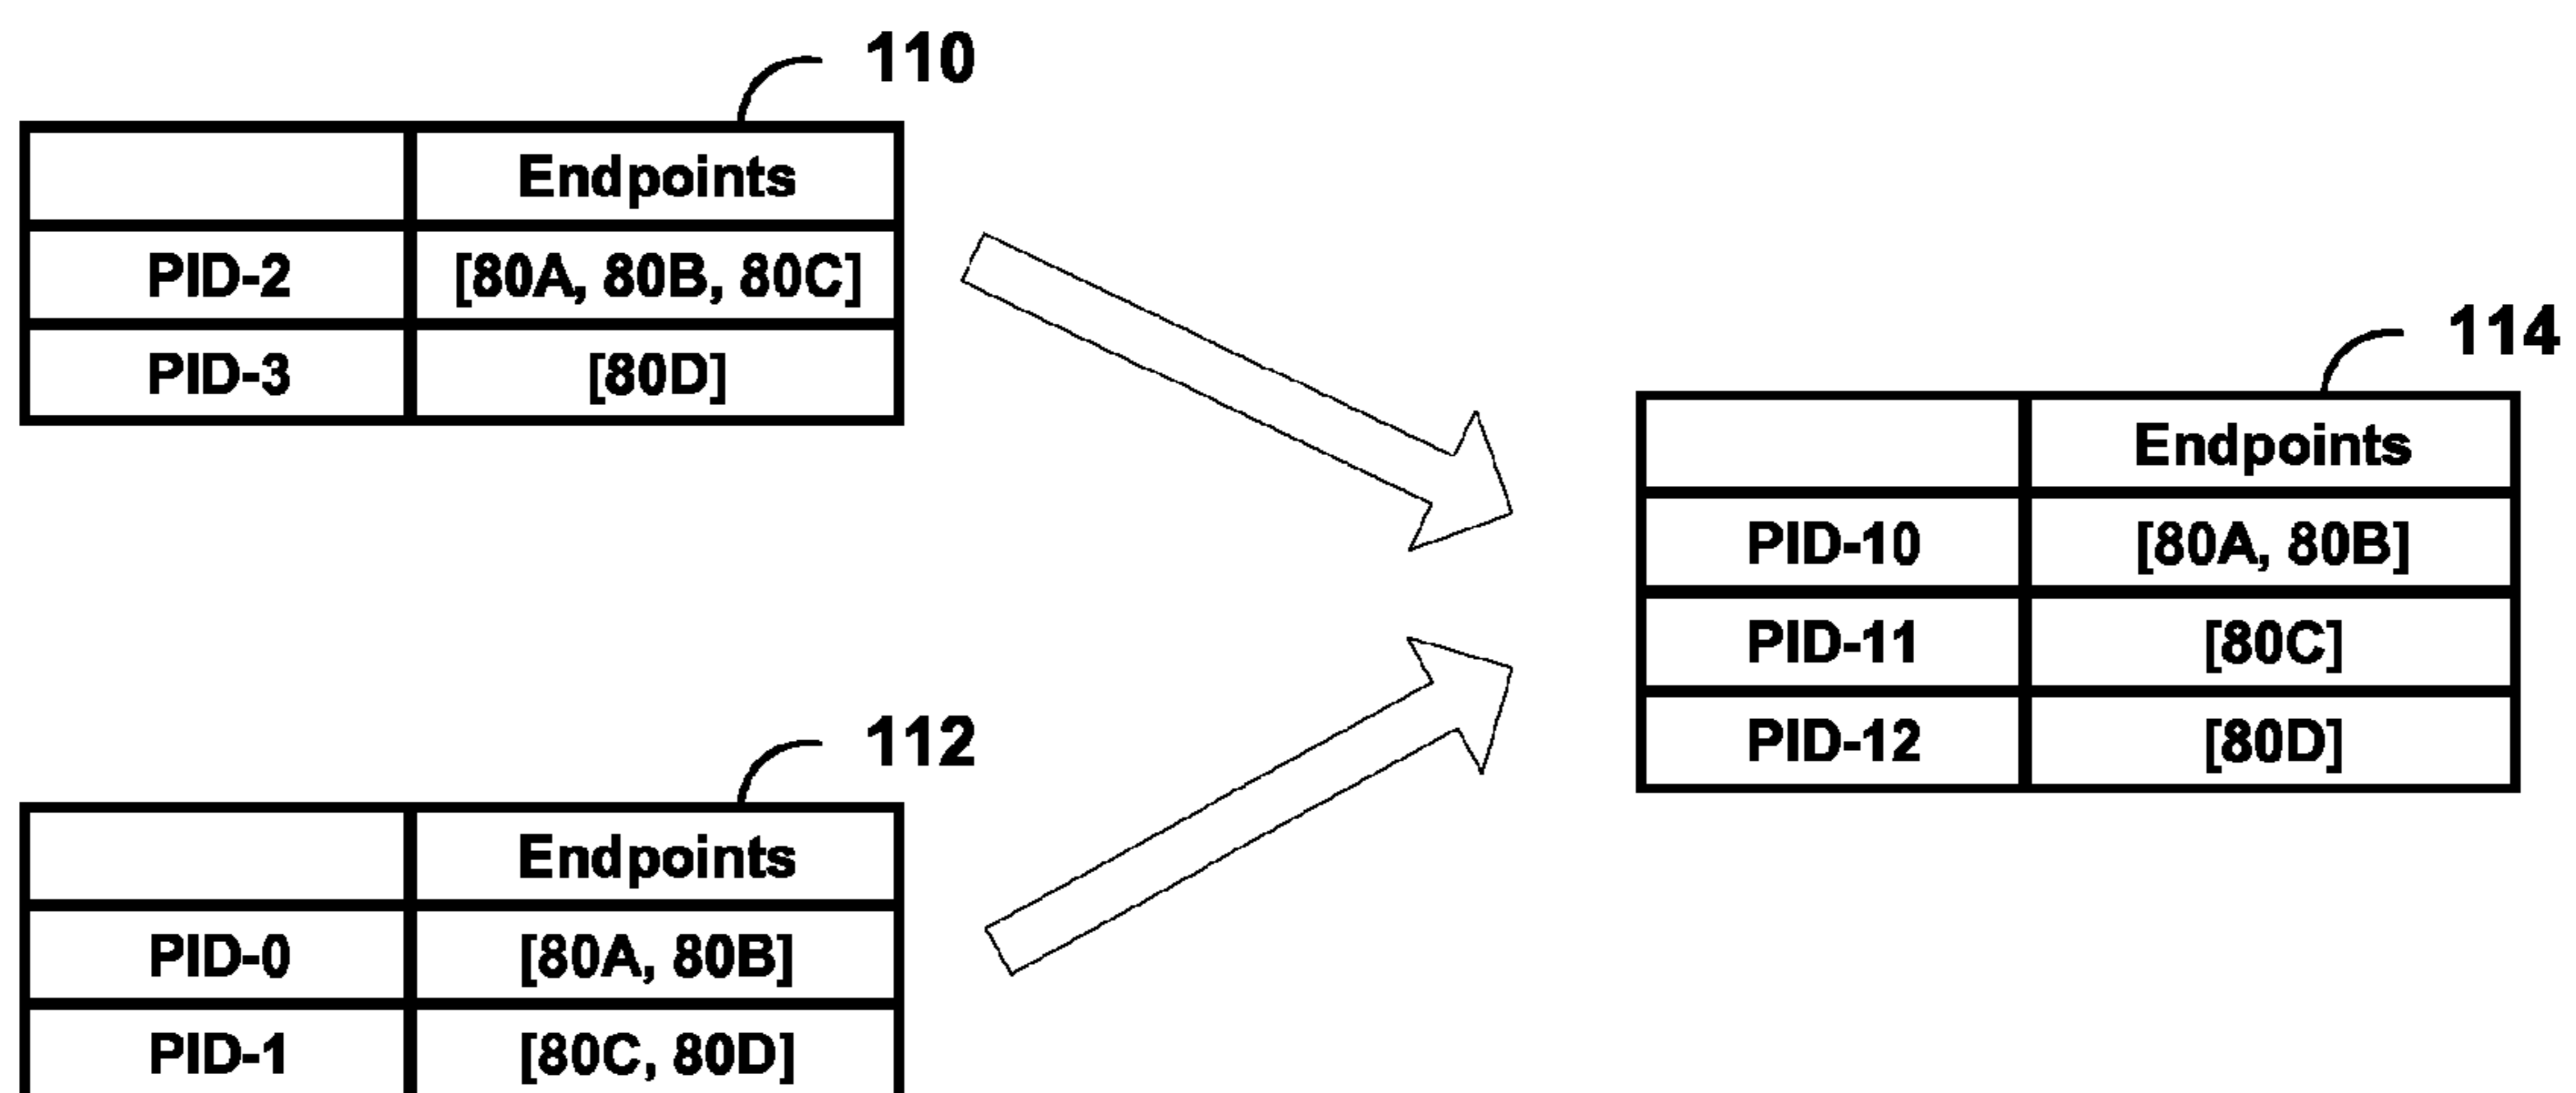 110
Endpoints
PID-2 [80A, 80B, 80C]
PID-3 [80D]
114
Endpoints
PID-10 [80A, 80B]
PID-11 [80C]
PID-12 [80D]
112
Endpoints
PID-0 [80A, 80B]
PID-1 [80C, 80D]